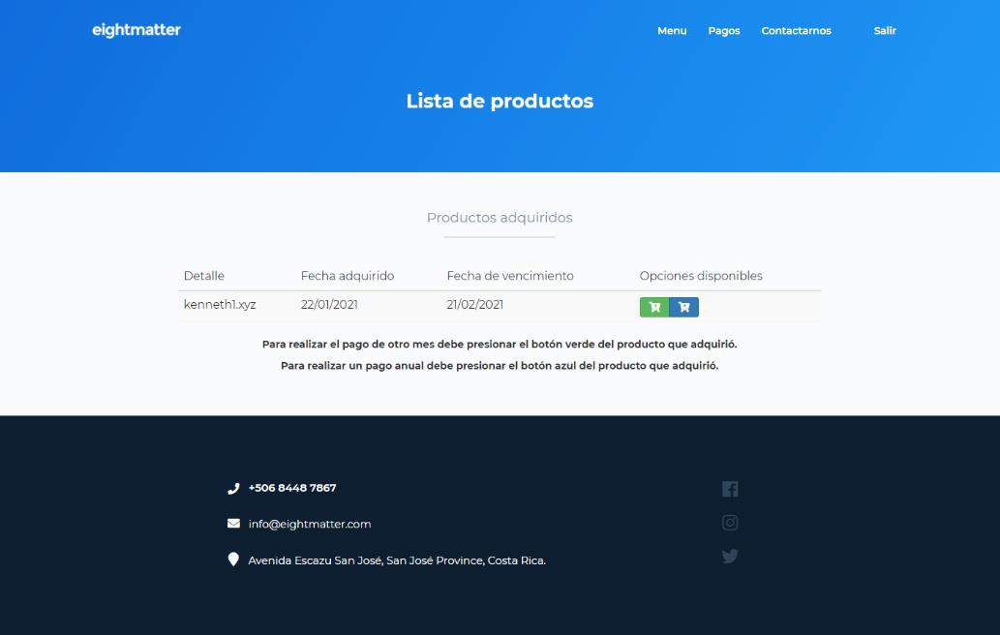 eightmatter
Menu Pagos Contactarnos Salir
Lista de productos
Productos adquiridos
Detalle Fecha adquirido Fecha de vencimiento Opciones disponibles
kenneth1.xyz 22/01/2021 21/02/2021
Para realizar el pago de otro mes debe presionar el botón verde del producto que adquirió.
Para realizar un pago anual debe presionar el botón azul del producto que adquirió.
+506 8448 7867
info@eightmatter.com
Avenida Escazu San José, San José Province, Costa Rica.